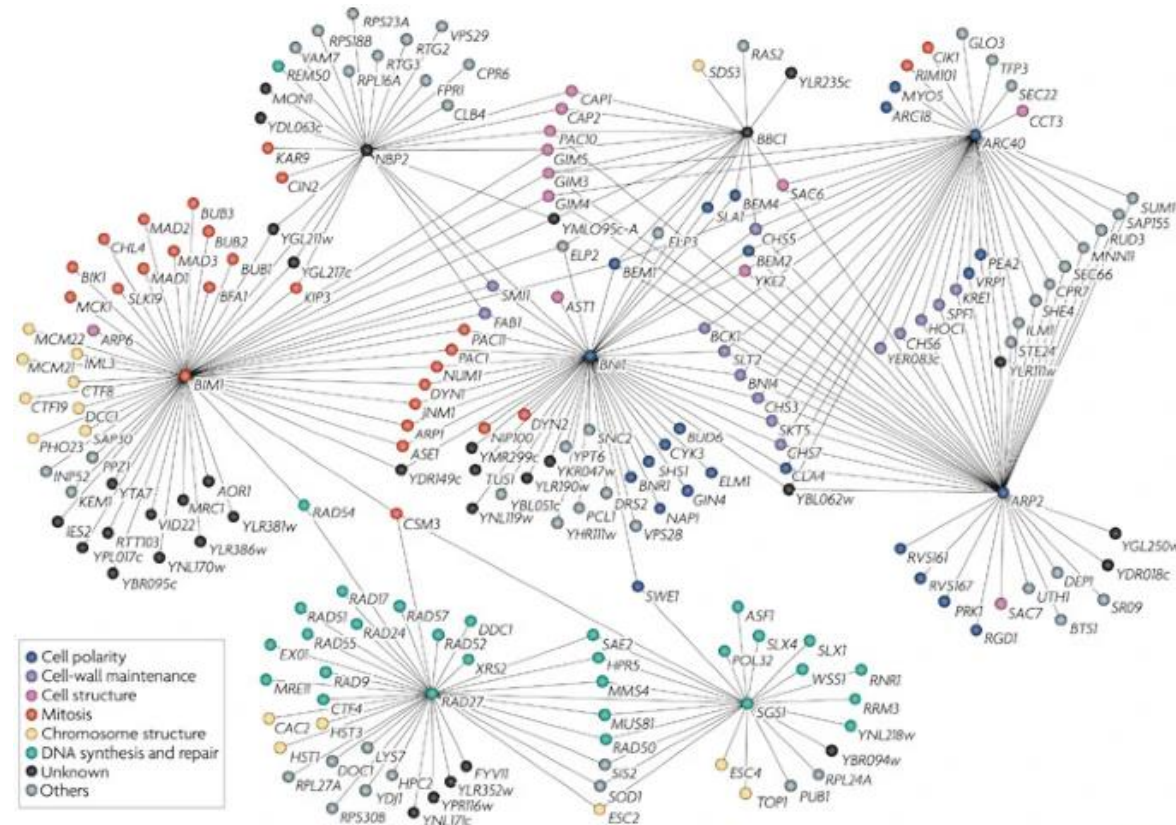 RPS23A
RPS18B
VPS29
VAM7
RTG2
REM50
RTG3
RPL16A
CPR6
MON1
FPR1
CLB4
YDL063c
KAR9
NBP2
CIN2
CAP1
CAP2
PAC10
GIM5
GIM3
GIM4
YML095c-A
RAS2
SDS3
YLR235c
BBC1
SAC6
BEM4
SLA1
ELP3
CHS5
ELP2
BEM2
BEM1
YKE2
GLO3
CIK1
TFP3
RIM101
MYO5
SEC22
ARC18
CCT3
ARC40
SUM1
SAP155
RUD3
MNN11
PEA2
SEC66
VRP1
CPR7
KRE1
SHE4
SPF1
HOC1
ILM1
CHS6
STE24
YER083c
YLR111w
BUB3
MAD2
BUB2
YGL211w
CHL4
MAD3
BUB1
YGL217c
BIK1
MAD1
MCK1
SLK19
BFA1
KIP3
SMI1
AST1
MCM22
ARP6
FAB1
MCM21
IML3
BIM1
PAC11
PAC1
NUM1
DYN1
JNM1
ARP1
ASE1
YDR149c
BNI1
BCK1
SLT2
BNI4
CHS3
SKT5
CHS7
CLA4
YBL062w
CTF8
CTF19
DCC1
PHO23
SAP30
PPZ1
INP52
KEM1
YTA7
AOR1
MRC1
IES2
VID22
YLR381w
RTT103
YPL017c
YLR386w
YNL170w
YBR095c
DYN2
NIP100
SNC2
BUD6
YMR299c
YPT6
CYK3
YKR047w
SHS1
TUS1
YLR190w
BNR1
ELM1
YBL051c
DRS2
GIN4
YNL119w
PCL1
NAP1
YHR111w
VPS28
RAD54
CSM3
SWE1
ARP2
YGL250w
RVS161
YDR018c
RVS167
DEP1
UTH1
SR09
PRK1
SAC7
BTS1
RGD1
RAD17
RAD51
RAD57
DDC1
RAD24
RAD55
RAD52
EX01
XRS2
RAD9
MRE11
RAD27
CTF4
CAC2
HST3
HST1
LYS7
DOC1
FYV11
RPL27A
HPC2
YLR352w
YDJ1
YPR116w
RPS30B
YNL171c
SAE2
HPR5
MMS4
MUS81
RAD50
SIS2
SOD1
ESC2
ASF1
SLX4
SLX1
POL32
WSS1
RNR1
RRM3
SGS1
YNL218w
YBR094w
ESC4
RPL24A
PUB1
TOP1
Cell polarity
Cell-wall maintenance
Cell structure
Mitosis
Chromosome structure
DNA synthesis and repair
Unknown
Others